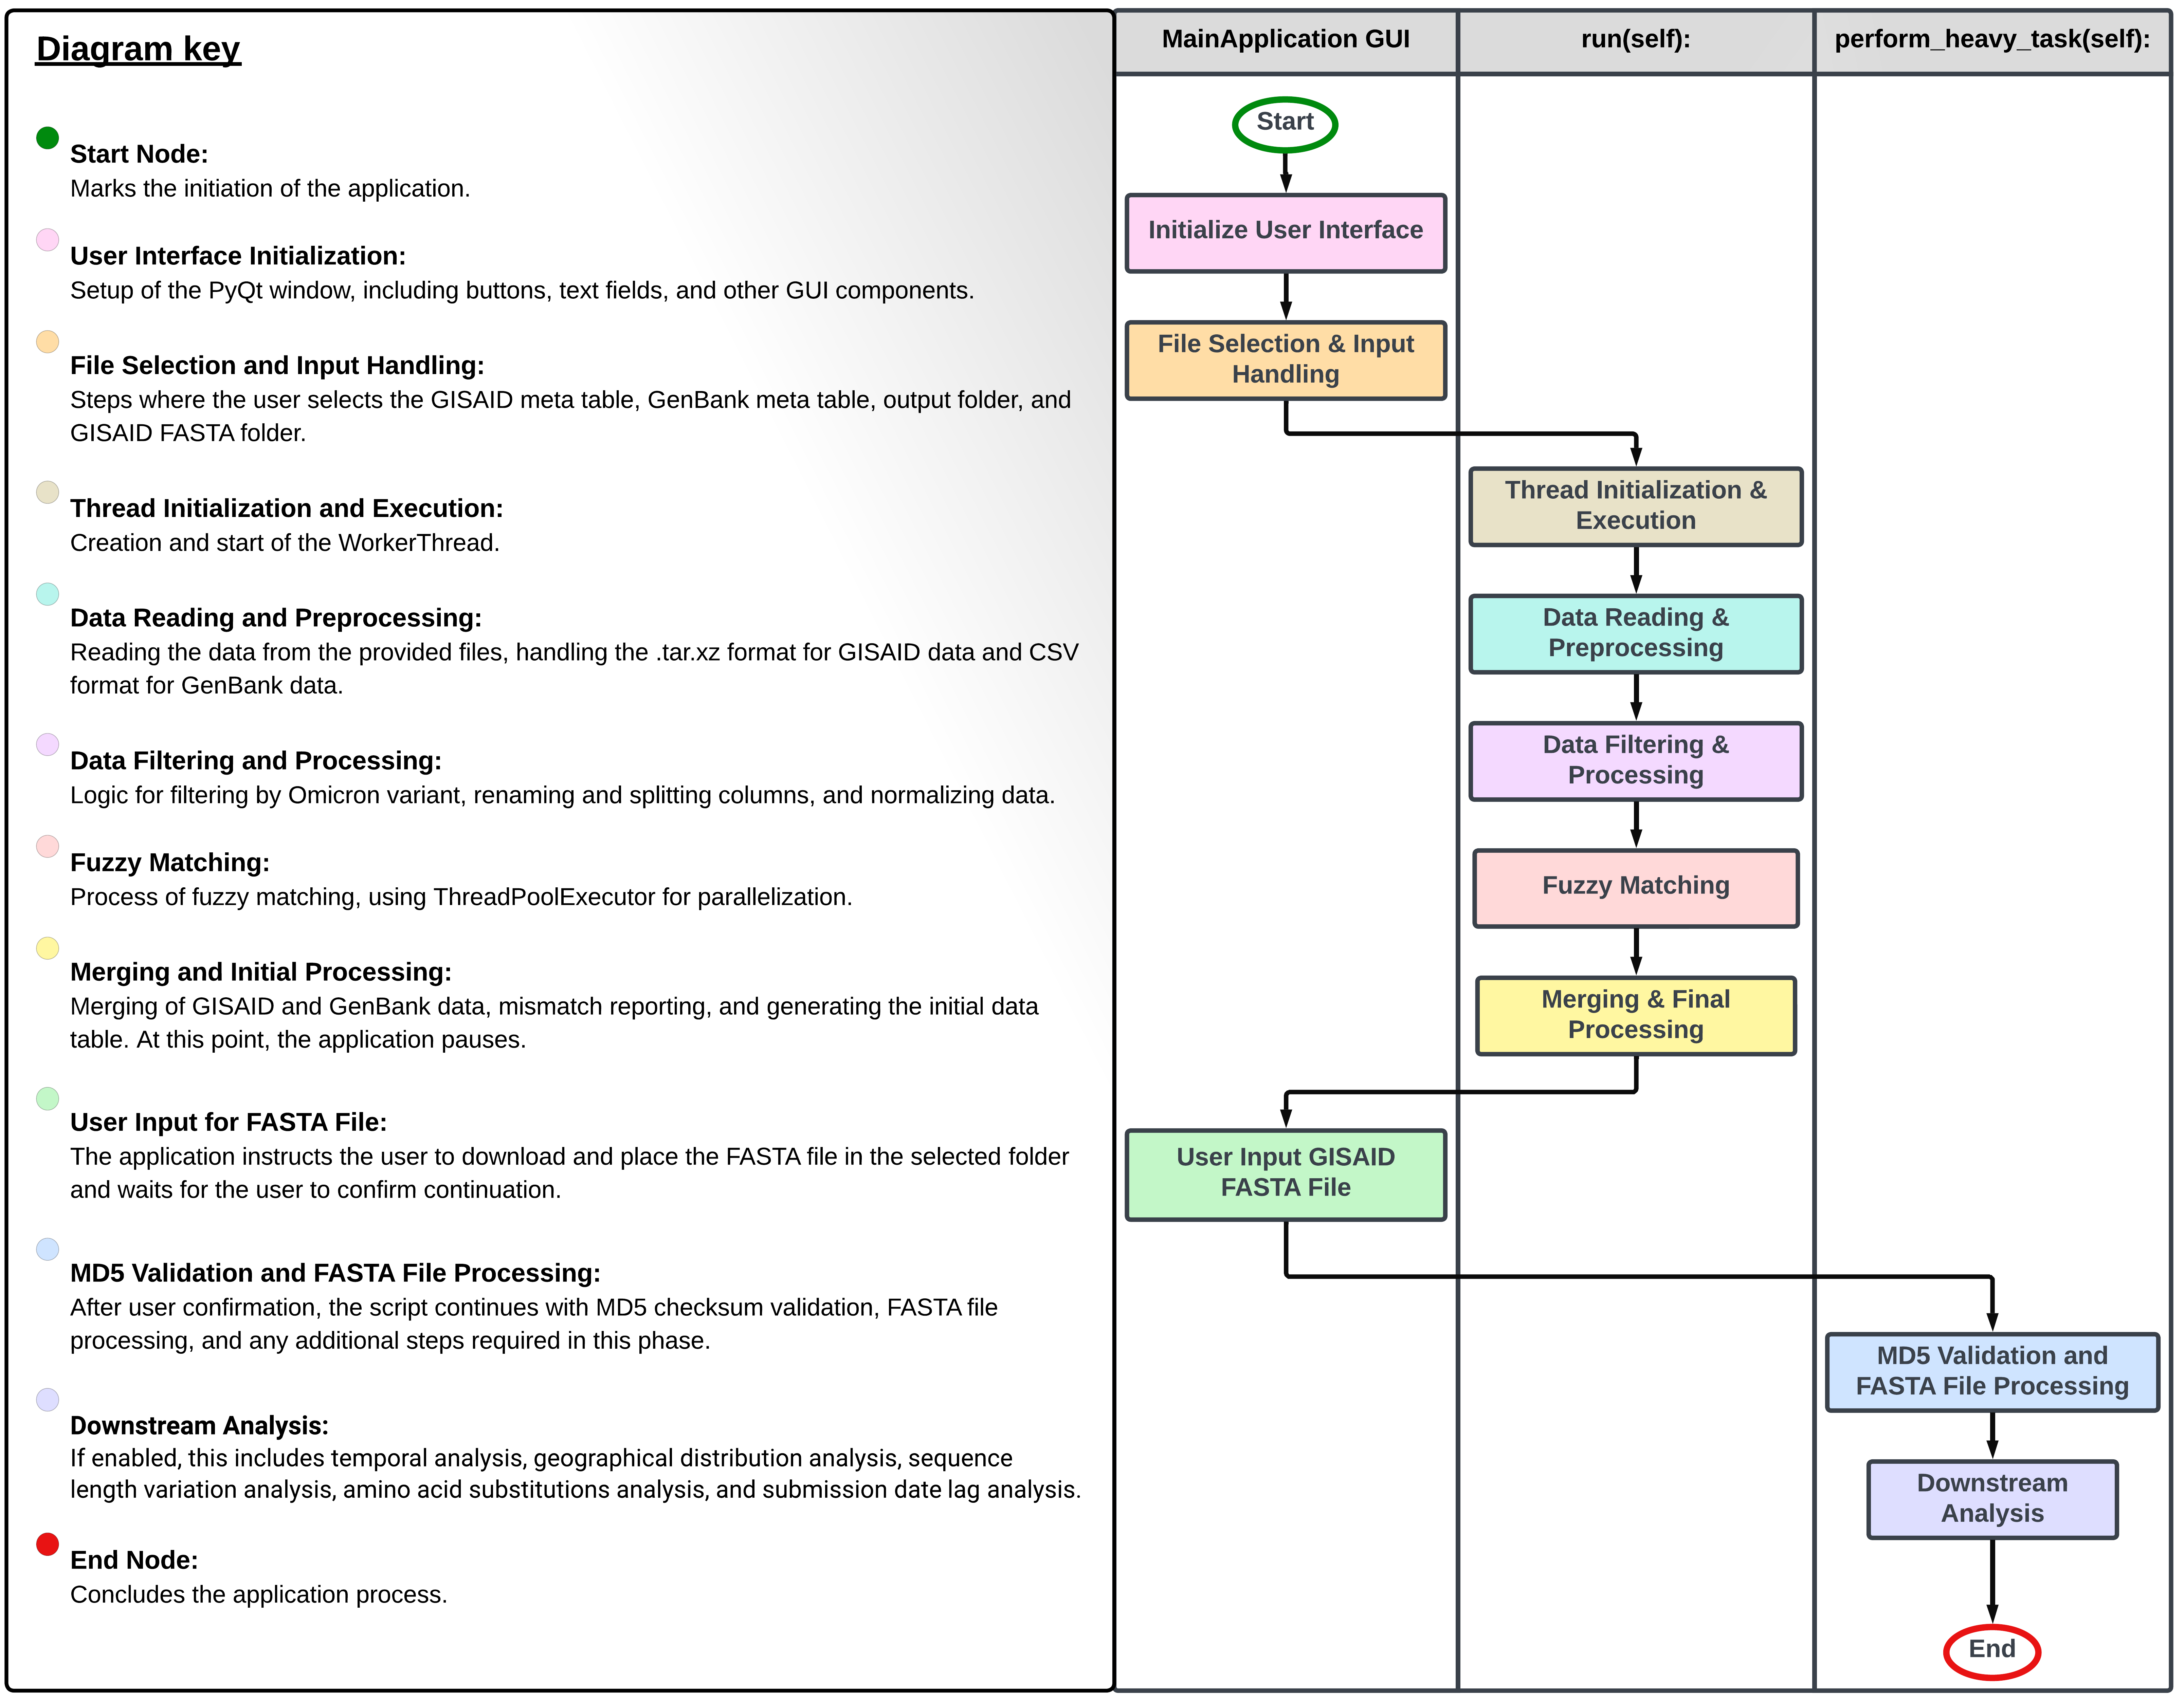 Diagram key
Start Node:
Marks the initiation of the application.
User Interface Initialization:
Setup of the PyQt window, including buttons, text fields, and other GUI components.
File Selection and Input Handling:
Steps where the user selects the GISAID meta table, GenBank meta table, output folder, and
GISAID FASTA folder.
Thread Initialization and Execution:
Creation and start of the WorkerThread.
Data Reading and Preprocessing:
Reading the data from the provided files, handling the .tar.xz format for GISAID data and CSV
format for GenBank data.
Data Filtering and Processing:
Logic for filtering by Omicron variant, renaming and splitting columns, and normalizing data.
Fuzzy Matching:
Process of fuzzy matching, using ThreadPoolExecutor for parallelization.
Merging and Initial Processing:
Merging of GISAID and GenBank data, mismatch reporting, and generating the initial data
table. At this point, the application pauses.
User Input for FASTA File:
The application instructs the user to download and place the FASTA file in the selected folder
and waits for the user to confirm continuation.
MD5 Validation and FASTA File Processing:
After user confirmation, the script continues with MD5 checksum validation, FASTA file
processing, and any additional steps required in this phase.
Downstream Analysis:
If enabled, this includes temporal analysis, geographical distribution analysis, sequence
length variation analysis, amino acid substitutions analysis, and submission date lag analysis.
End Node:
Concludes the application process.
MainApplication GUI
run(self):
perform_heavy_task(self):
Start
Initialize User Interface
File Selection & Input
Handling
Thread Initialization &
Execution
Data Reading &
Preprocessing
Data Filtering &
Processing
Fuzzy Matching
Merging & Final
Processing
User Input GISAID
FASTA File
MD5 Validation and
FASTA File Processing
Downstream
Analysis
End